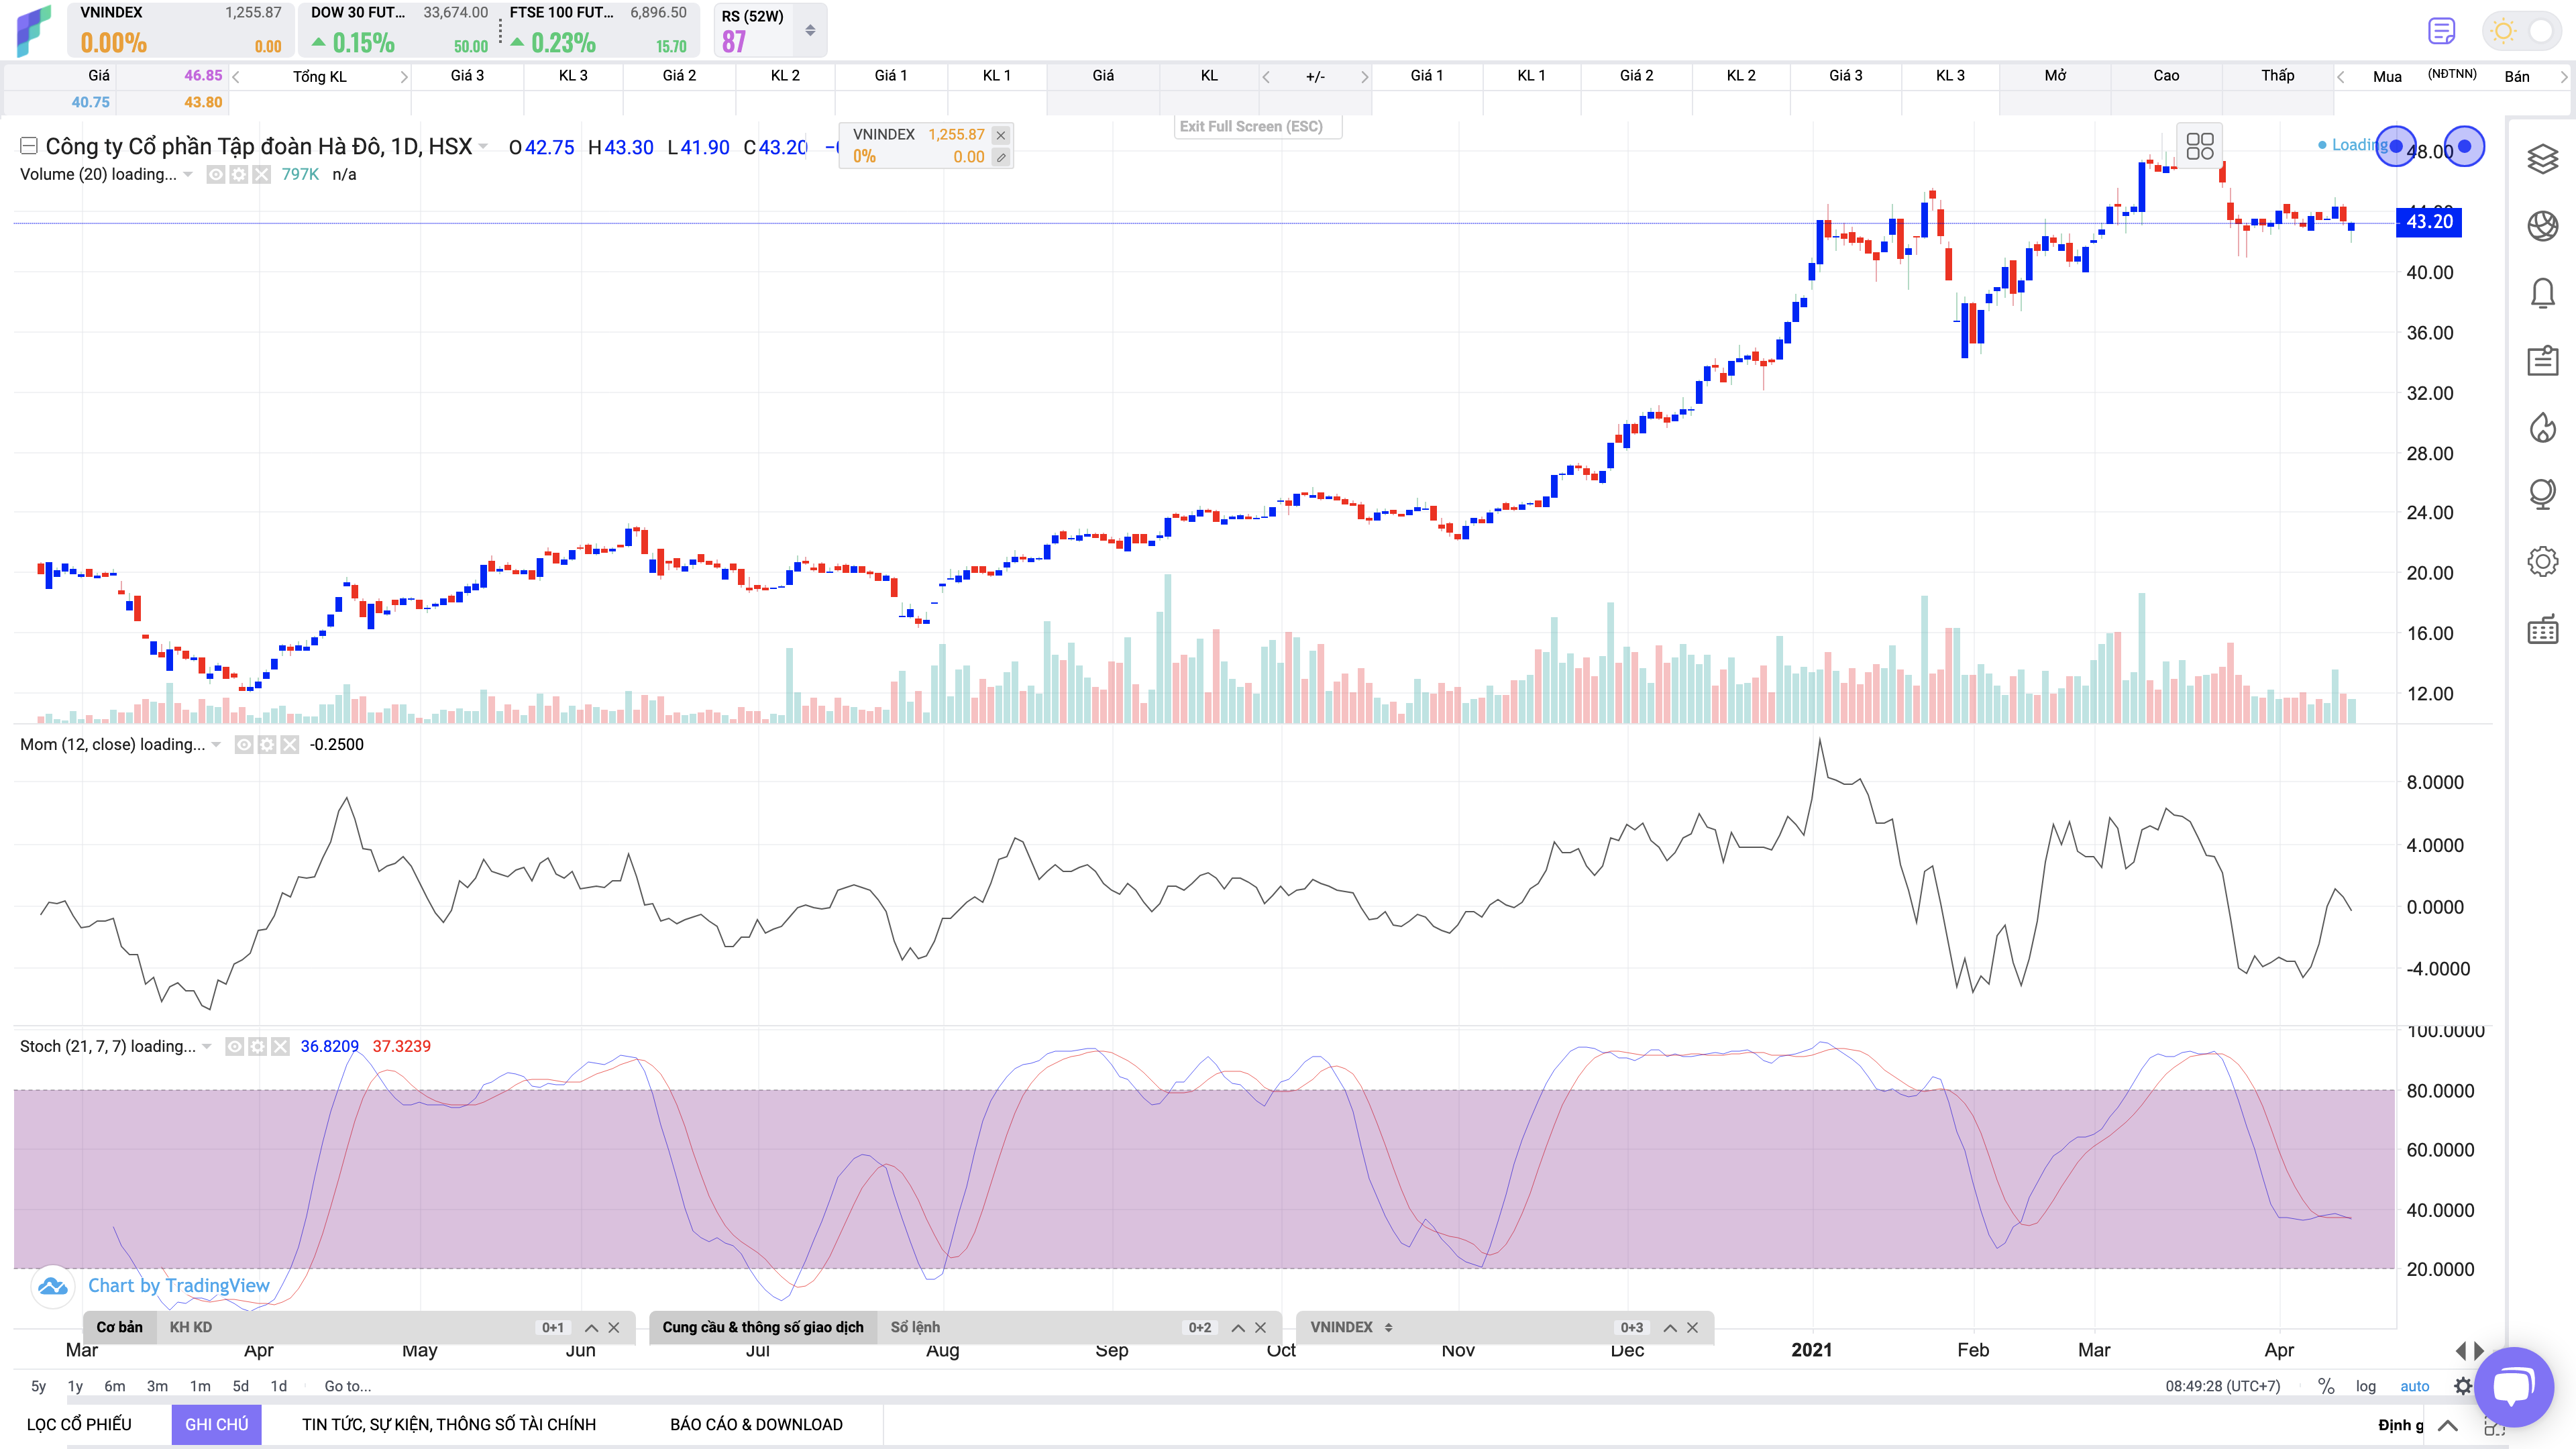 VNINDEX 1,255.87
0.00% 0.00
DOW 30 FUT... 33,674.00
0.15% 50.00
FTSE 100 FUT... 6,896.50
0.23% 15.70
RS (52W)
87
Giá 46.85 Tổng KL Giá 3 KL 3 Giá 2 KL 2 Giá 1 KL 1 Giá KL +/- Giá 1 KL 1 Giá 2 KL 2 Giá 3 KL 3 Mở Cao Thấp Mua (NĐTNN) Bán
40.75 43.80
Exit Full Screen (ESC)
Công ty Cổ phần Tập đoàn Hà Đô, 1D, HSX O42.75 H43.30 L41.90 C43.20
VNINDEX 1,255.87
0% 0.00
Loading
Volume (20) loading... 797K n/a
48.00
43.20
40.00
36.00
32.00
28.00
24.00
20.00
16.00
12.00
Mom (12, close) loading... -0.2500
8.0000
4.0000
0.0000
-4.0000
Stoch (21, 7, 7) loading... 36.8209 37.3239
100.0000
80.0000
60.0000
40.0000
20.0000
Chart by TradingView
Cơ bản KH KD 0+1
Cung cầu & thông số giao dịch Sổ lệnh 0+2
VNINDEX 0+3
Mar Apr May Jun Jul Aug Sep Oct Nov Dec 2021 Feb Mar Apr
5y 1y 6m 3m 1m 5d 1d Go to... 08:49:28 (UTC+7) % log auto
LỌC CỔ PHIẾU GHI CHÚ TIN TỨC, SỰ KIỆN, THÔNG SỐ TÀI CHÍNH BÁO CÁO & DOWNLOAD Định g